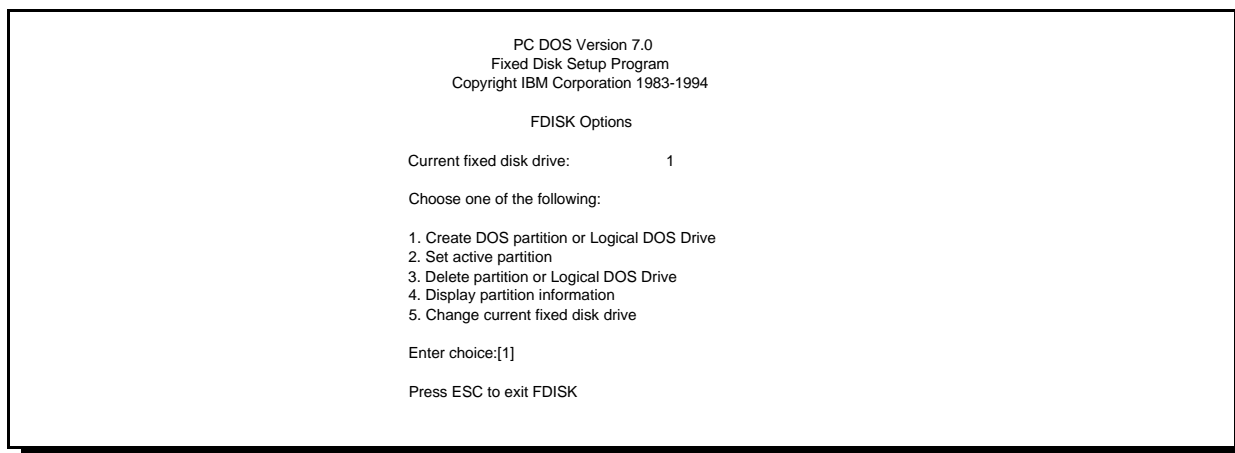 PC DOS Version 7.0
Fixed Disk Setup Program
Copyright IBM Corporation 1983-1994
FDISK Options
Current fixed disk drive: 1
Choose one of the following:
1. Create DOS partition or Logical DOS Drive
2. Set active partition
3. Delete partition or Logical DOS Drive
4. Display partition information
5. Change current fixed disk drive
Enter choice:[1]
Press ESC to exit FDISK